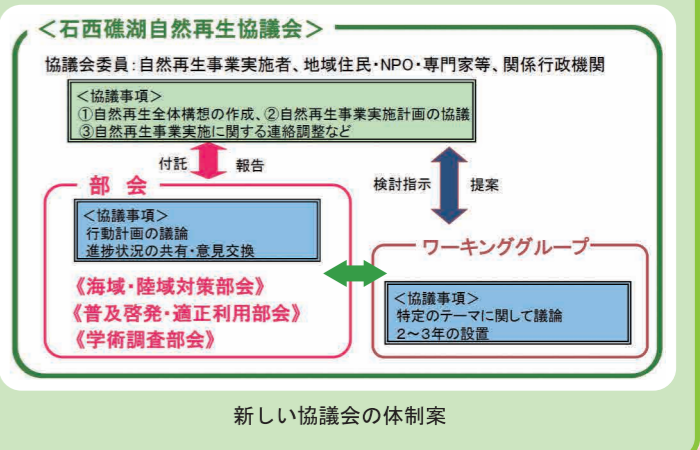 ＜石西礁湖自然再生協議会＞
協議会委員：自然再生事業実施者、地域住民・NPO・専門家等、関係行政機関
＜協議事項＞
①自然再生全体構想の作成、②自然再生事業実施計画の協議
③自然再生事業実施に関する連絡調整など
付託
報告
検討指示
提案
部　会
＜協議事項＞
行動計画の議論
進捗状況の共有・意見交換
《海域・陸域対策部会》
《普及啓発・適正利用部会》
《学術調査部会》
ワーキンググループ
＜協議事項＞
特定のテーマに関して議論
2～3年の設置
新しい協議会の体制案